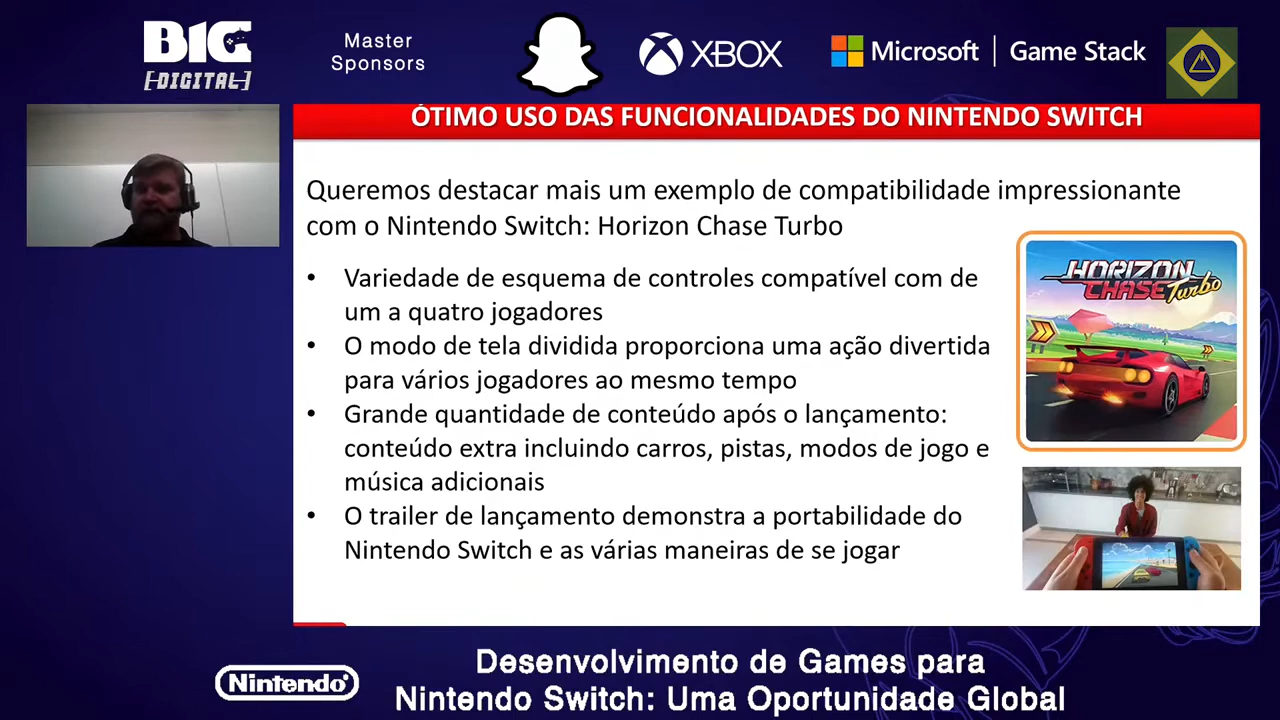 BIG
[DIGITAL]
Master
Sponsors
XBOX
Microsoft | Game Stack
ÓTIMO USO DAS FUNCIONALIDADES DO NINTENDO SWITCH
Queremos destacar mais um exemplo de compatibilidade impressionante
com o Nintendo Switch: Horizon Chase Turbo
• Variedade de esquema de controles compatível com de
um a quatro jogadores
• O modo de tela dividida proporciona uma ação divertida
para vários jogadores ao mesmo tempo
• Grande quantidade de conteúdo após o lançamento:
conteúdo extra incluindo carros, pistas, modos de jogo e
música adicionais
• O trailer de lançamento demonstra a portabilidade do
Nintendo Switch e as várias maneiras de se jogar
HORIZON
CHASE Turbo
Nintendo
Desenvolvimento de Games para
Nintendo Switch: Uma Oportunidade Global